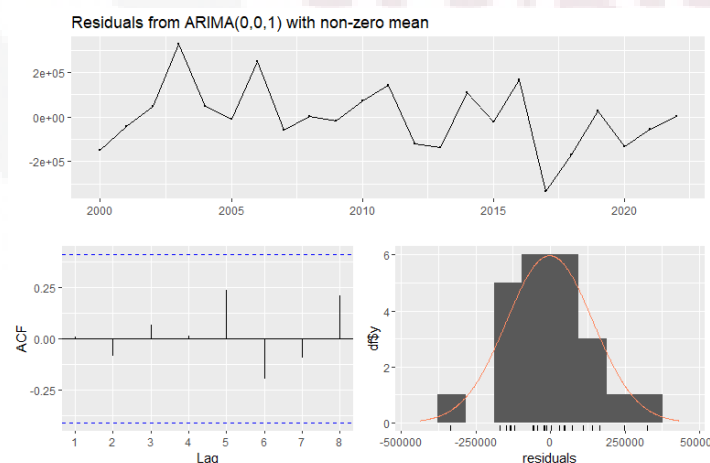 Residuals from ARIMA(0,0,1) with non-zero mean
2e+05
0e+00
-2e+05
2000 2005 2010 2015 2020
ACF
0.25
0.00
-0.25
1 2 3 4 5 6 7 8
Lag
df$y
6
4
2
0
-500000 -250000 0 250000 50000
residuals